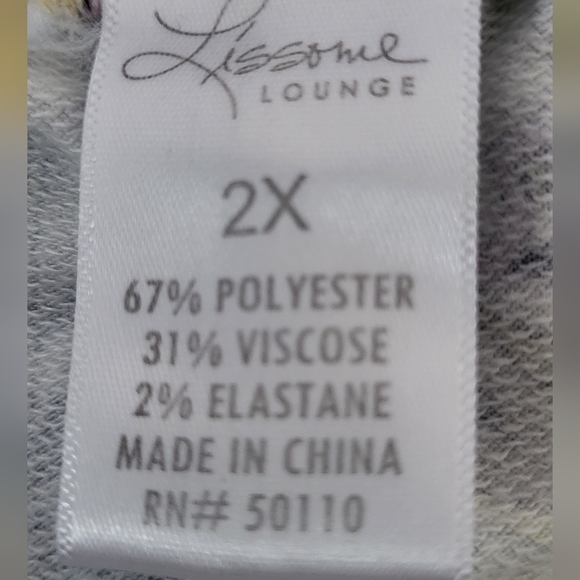 Lissome
LOUNGE
2X
67% POLYESTER
31% VISCOSE
2% ELASTANE
MADE IN CHINA
RN# 50110